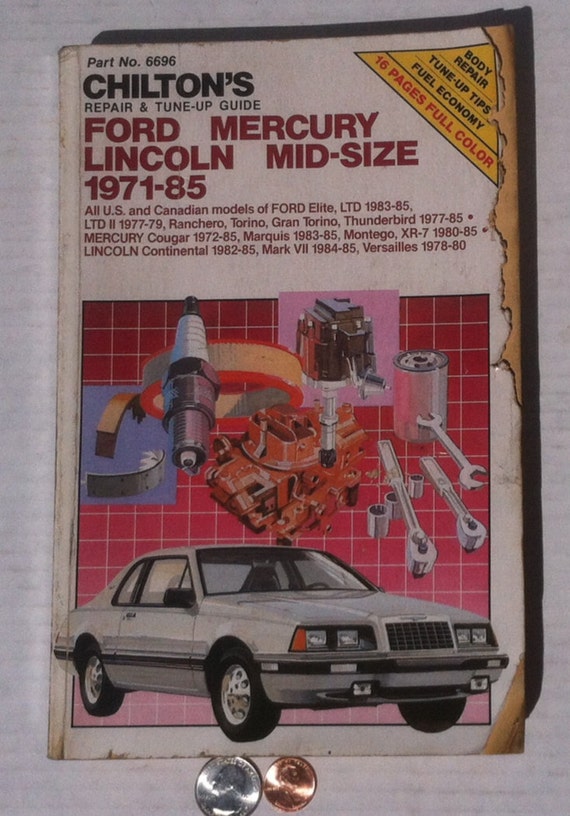 Part No. 6696
CHILTON'S
REPAIR & TUNE-UP GUIDE
FORD MERCURY
LINCOLN MID-SIZE
1971-85
All U.S. and Canadian models of FORD Elite, LTD 1983-85,
LTD II 1977-79, Ranchero, Torino, Gran Torino, Thunderbird 1977-85 •
MERCURY Cougar 1972-85, Marquis 1983-85, Montego, XR-7 1980-85 •
LINCOLN Continental 1982-85, Mark VII 1984-85, Versailles 1978-80
BODY
REPAIR
TUNE-UP TIPS
FUEL ECONOMY
16 PAGES FULL COLOR